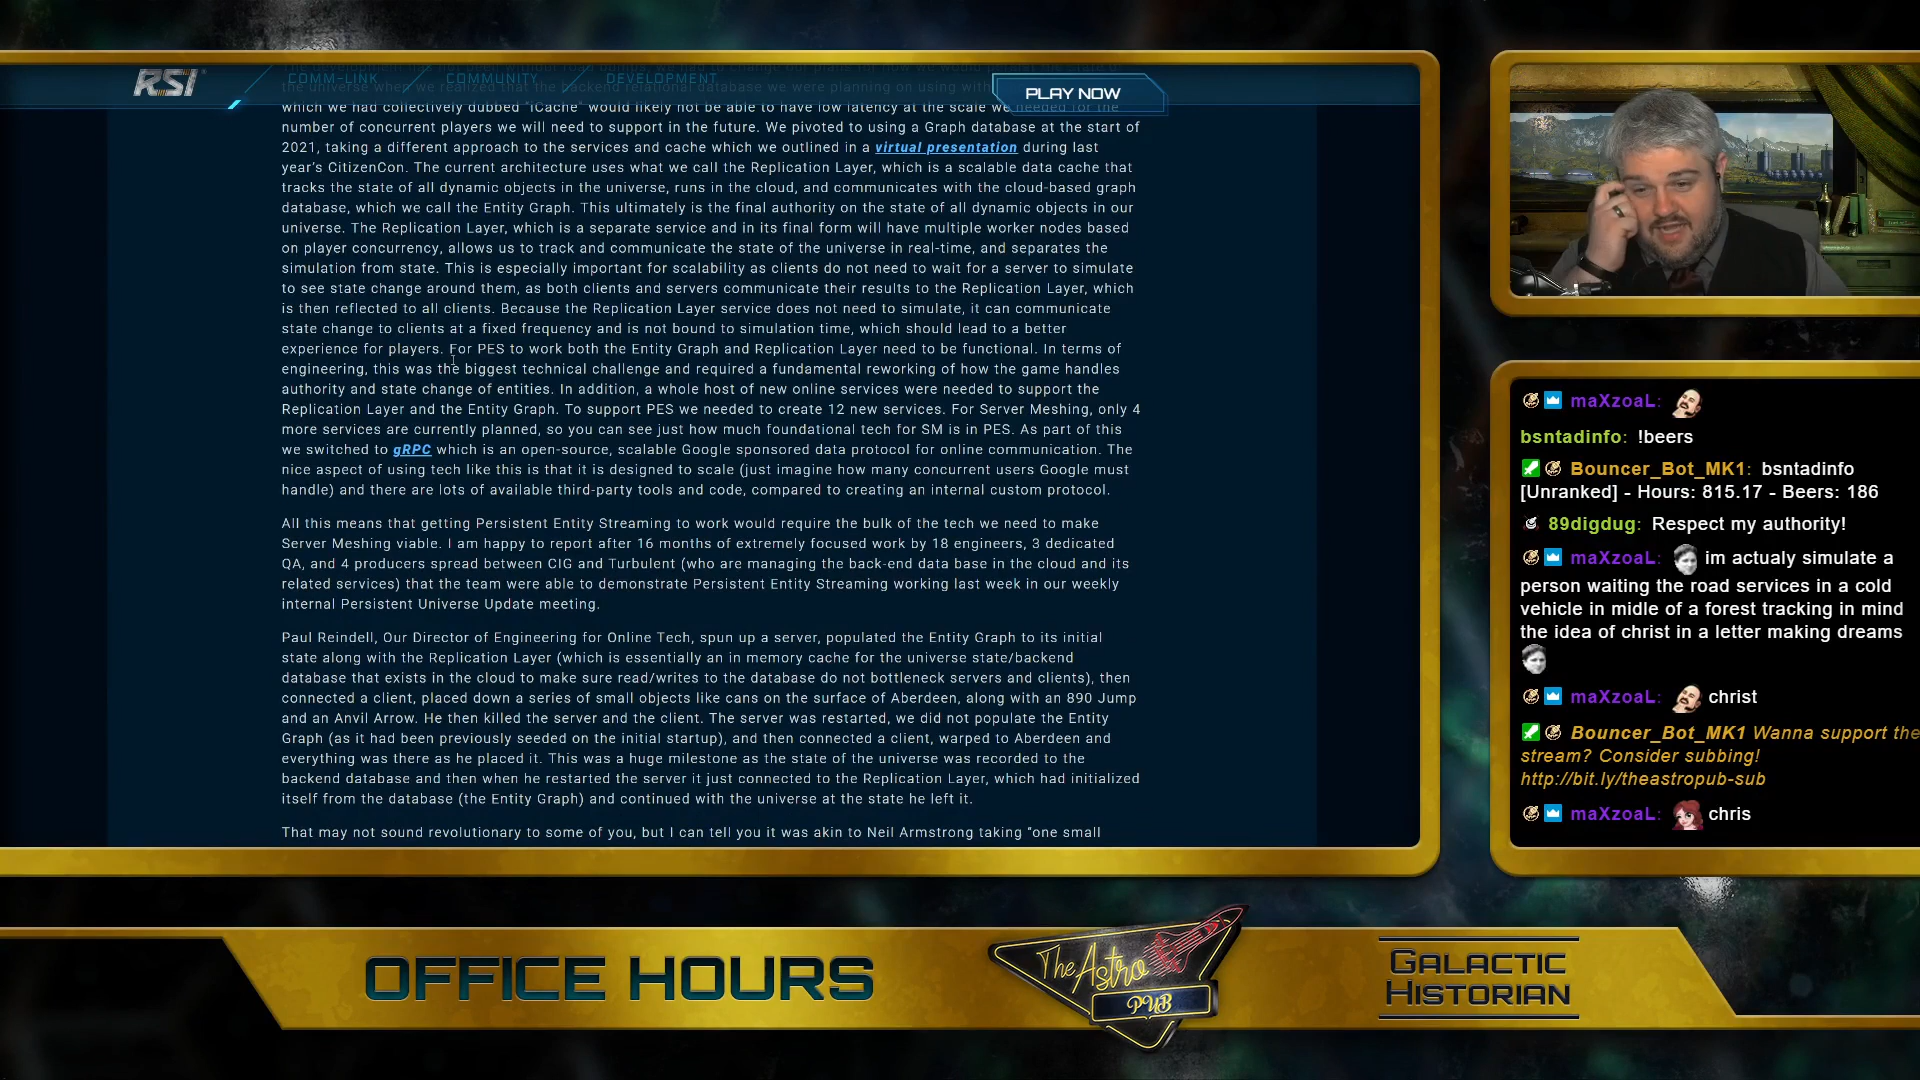 RSI
COMM-LINK
COMMUNITY
DEVELOPMENT
PLAY NOW
the universe when we realized that the backend relational database we were planning on using with
which we had collectively dubbed "iCache" would likely not be able to have low latency at the scale we needed for the
number of concurrent players we will need to support in the future. We pivoted to using a Graph database at the start of
2021, taking a different approach to the services and cache which we outlined in a virtual presentation during last
year's CitizenCon. The current architecture uses what we call the Replication Layer, which is a scalable data cache that
tracks the state of all dynamic objects in the universe, runs in the cloud, and communicates with the cloud-based graph
database, which we call the Entity Graph. This ultimately is the final authority on the state of all dynamic objects in our
universe. The Replication Layer, which is a separate service and in its final form will have multiple worker nodes based
on player concurrency, allows us to track and communicate the state of the universe in real-time, and separates the
simulation from state. This is especially important for scalability as clients do not need to wait for a server to simulate
to see state change around them, as both clients and servers communicate their results to the Replication Layer, which
is then reflected to all clients. Because the Replication Layer service does not need to simulate, it can communicate
state change to clients at a fixed frequency and is not bound to simulation time, which should lead to a better
experience for players. For PES to work both the Entity Graph and Replication Layer need to be functional. In terms of
engineering, this was the biggest technical challenge and required a fundamental reworking of how the game handles
authority and state change of entities. In addition, a whole host of new online services were needed to support the
Replication Layer and the Entity Graph. To support PES we needed to create 12 new services. For Server Meshing, only 4
more services are currently planned, so you can see just how much foundational tech for SM is in PES. As part of this
we switched to gRPC which is an open-source, scalable Google sponsored data protocol for online communication. The
nice aspect of using tech like this is that it is designed to scale (just imagine how many concurrent users Google must
handle) and there are lots of available third-party tools and code, compared to creating an internal custom protocol.
All this means that getting Persistent Entity Streaming to work would require the bulk of the tech we need to make
Server Meshing viable. I am happy to report after 16 months of extremely focused work by 18 engineers, 3 dedicated
QA, and 4 producers spread between CIG and Turbulent (who are managing the back-end data base in the cloud and its
related services) that the team were able to demonstrate Persistent Entity Streaming working last week in our weekly
internal Persistent Universe Update meeting.
Paul Reindell, Our Director of Engineering for Online Tech, spun up a server, populated the Entity Graph to its initial
state along with the Replication Layer (which is essentially an in memory cache for the universe state/backend
database that exists in the cloud to make sure read/writes to the database do not bottleneck servers and clients), then
connected a client, placed down a series of small objects like cans on the surface of Aberdeen, along with an 890 Jump
and an Anvil Arrow. He then killed the server and the client. The server was restarted, we did not populate the Entity
Graph (as it had been previously seeded on the initial startup), and then connected a client, warped to Aberdeen and
everything was there as he placed it. This was a huge milestone as the state of the universe was recorded to the
backend database and then when he restarted the server it just connected to the Replication Layer, which had initialized
itself from the database (the Entity Graph) and continued with the universe at the state he left it.
That may not sound revolutionary to some of you, but I can tell you it was akin to Neil Armstrong taking "one small
maXzoaL:
bsntadinfo: !beers
Bouncer_Bot_MK1: bsntadinfo
[Unranked] - Hours: 815.17 - Beers: 186
89digdug: Respect my authority!
maXzoaL: im actualy simulate a
person waiting the road services in a cold
vehicle in midle of a forest tracking in mind
the idea of christ in a letter making dreams
maXzoaL: christ
Bouncer_Bot_MK1 Wanna support the
stream? Consider subbing!
http://bit.ly/theastropub-sub
maXzoaL: chris
OFFICE HOURS
The Astro
PUB
GALACTIC
HISTORIAN